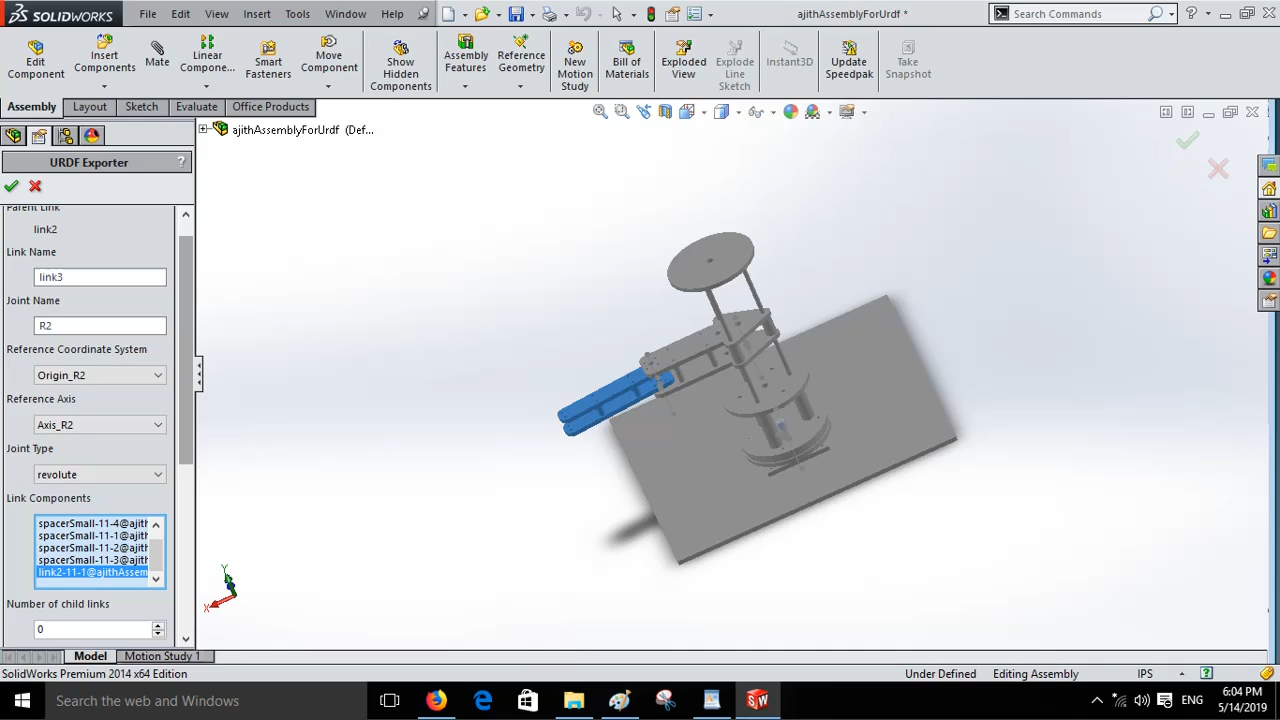 SOLIDWORKS
File Edit View Insert Tools Window Help
ajithAssemblyForUrdf *
Search Commands
Edit Component
Insert Components
Mate
Linear Compone...
Smart Fasteners
Move Component
Show Hidden Components
Assembly Features
Reference Geometry
New Motion Study
Bill of Materials
Exploded View
Explode Line Sketch
Instant3D
Update Speedpak
Take Snapshot
Assembly Layout Sketch Evaluate Office Products
ajithAssemblyForUrdf (Def...
URDF Exporter ?
Parent Link
link2
Link Name
link3
Joint Name
R2
Reference Coordinate System
Origin_R2
Reference Axis
Axis_R2
Joint Type
revolute
Link Components
spacerSmall-11-4@ajith
spacerSmall-11-1@ajith
spacerSmall-11-2@ajith
spacerSmall-11-3@ajith
link2-11-1@ajithAssem
Number of child links
0
Y
X
Model Motion Study 1
SolidWorks Premium 2014 x64 Edition
Under Defined Editing Assembly IPS
Search the web and Windows
ENG
6:04 PM
5/14/2019